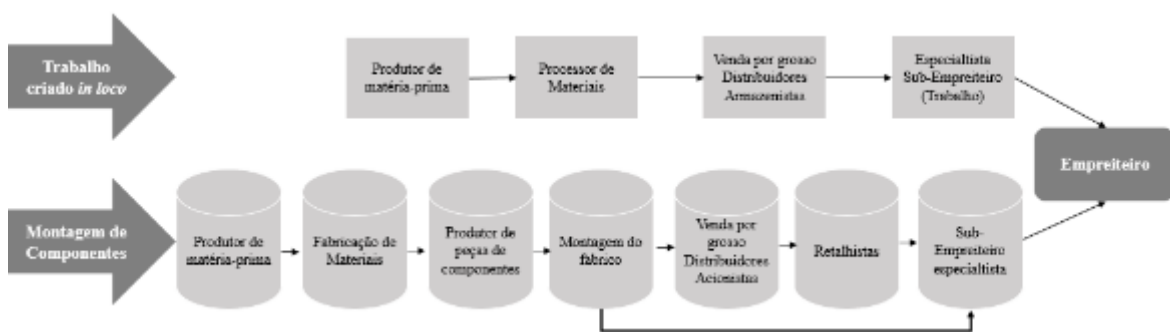 Trabalho
criado in loco
Produtor de
matéria-prima
Processor de
Materiais
Venda por grosso
Distribuidores
Armazenistas
Especialtista
Sub-Empreiteiro
(Trabalho)
Empreiteiro
Montagem de
Componentes
Produtor de
matéria-prima
Fabricação de
Materiais
Produtor de
peças de
componentes
Montagem do
fabrico
Venda por
grosso
Distribuidores
Acionistas
Retalhistas
Sub-
Empreiteiro
especialtista